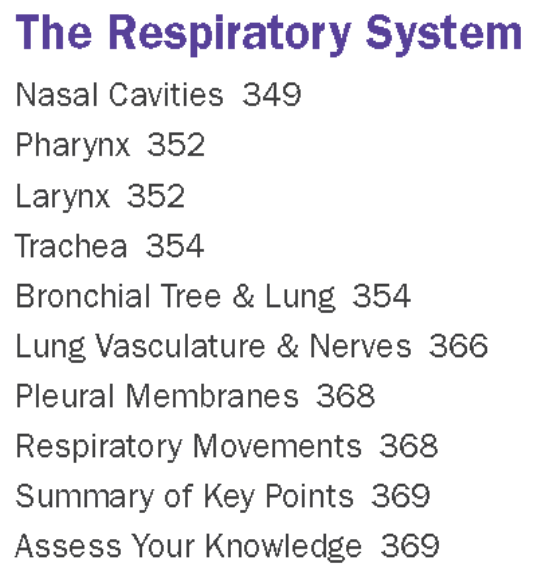 The Respiratory System
Nasal Cavities 349
Pharynx 352
Larynx 352
Trachea 354
Bronchial Tree & Lung 354
Lung Vasculature & Nerves 366
Pleural Membranes 368
Respiratory Movements 368
Summary of Key Points 369
Assess Your Knowledge 369